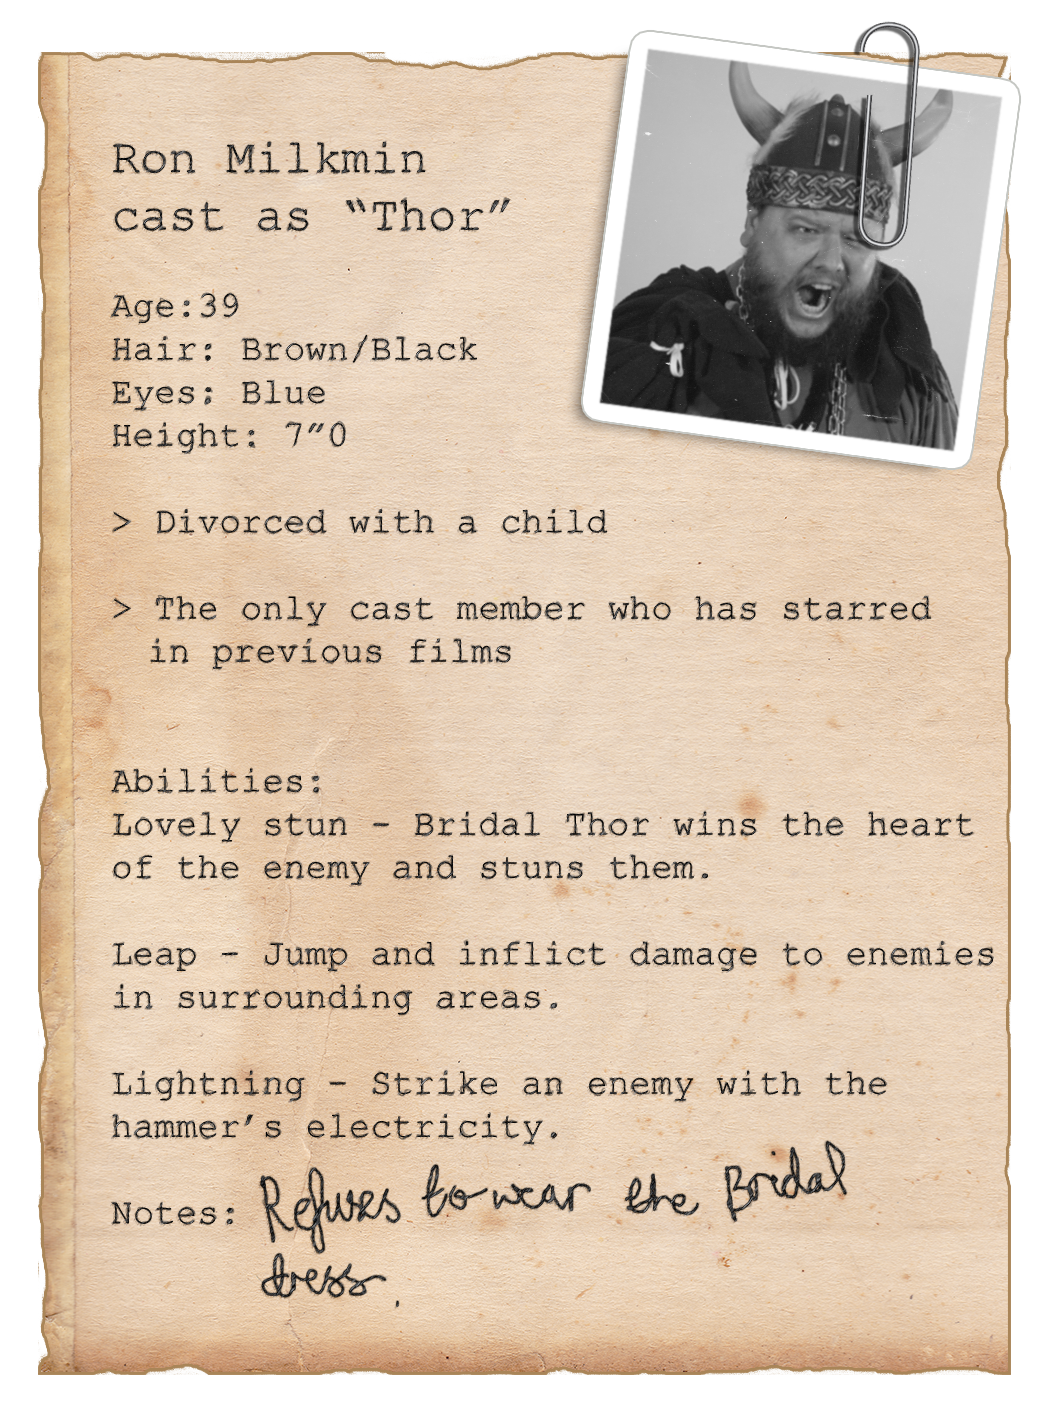 Ron Milkmin
cast as “Thor”
Age:39
Hair: Brown/Black
Eyes: Blue
Height: 7”0
> Divorced with a child
> The only cast member who has starred
in previous films
Abilities:
Lovely stun - Bridal Thor wins the heart
of the enemy and stuns them.
Leap - Jump and inflict damage to enemies
in surrounding areas.
Lightning - Strike an enemy with the
hammer’s electricity.
Notes: Refuses to wear the Bridal
dress.